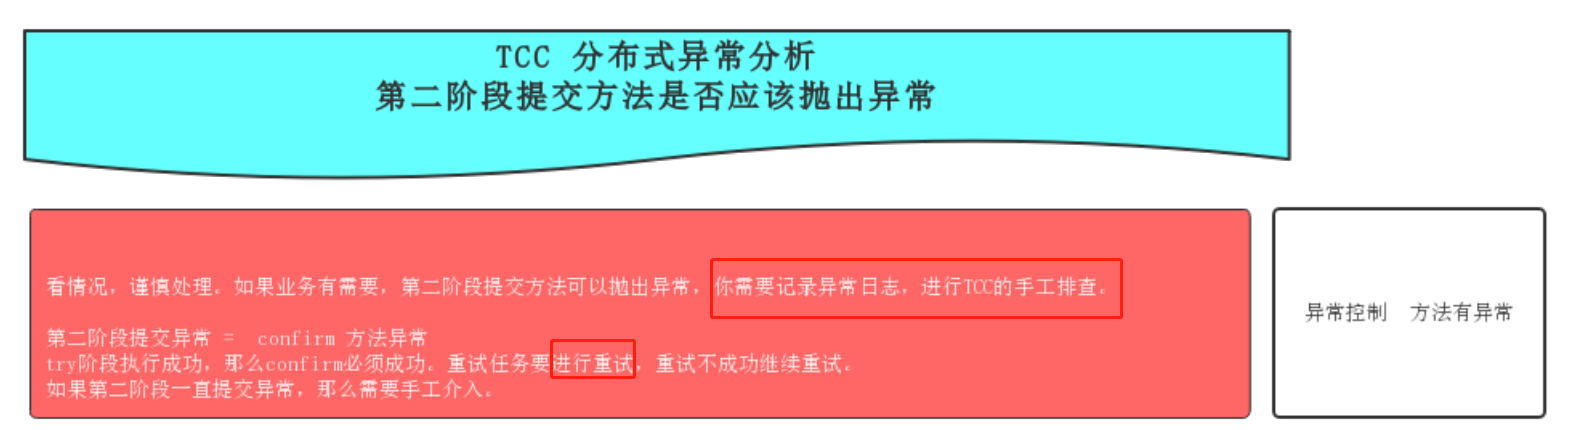 TCC 分布式异常分析
第二阶段提交方法是否应该抛出异常
看情况，谨慎处理。如果业务有需要，第二阶段提交方法可以抛出异常，你需要记录异常日志，进行TCC的手工排查。
第二阶段提交异常 = confirm 方法异常
try阶段执行成功，那么confirm必须成功。重试任务要进行重试，重试不成功继续重试。
如果第二阶段一直提交异常，那么需要手工介入。
异常控制 方法有异常